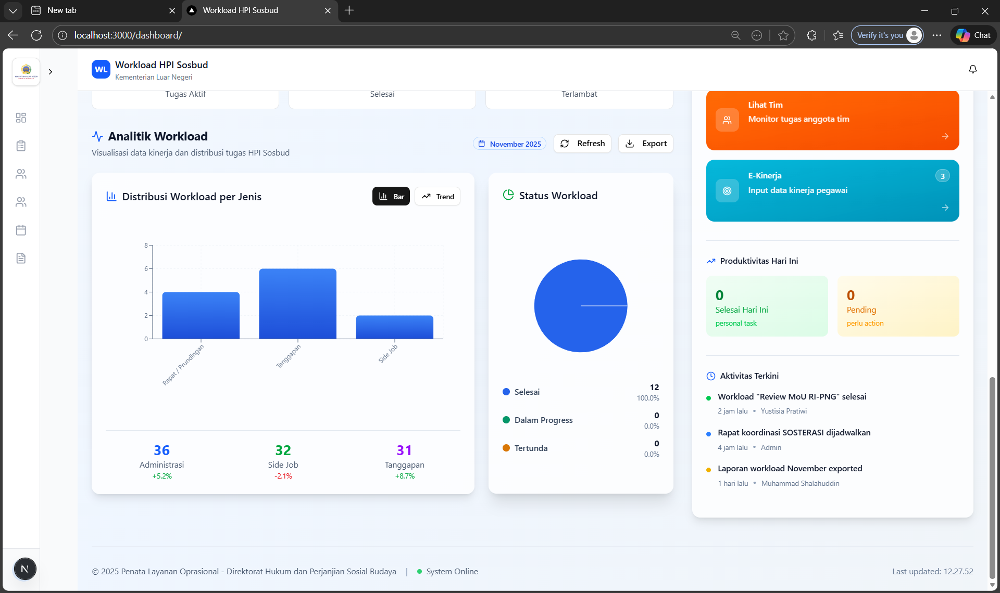 New tab
Workload HPI Sosbud
localhost:3000/dashboard/
Verify it's you
Chat
WL
Workload HPI Sosbud
Kementerian Luar Negeri
Tugas Aktif
Selesai
Terlambat
Analitik Workload
Visualisasi data kinerja dan distribusi tugas HPI Sosbud
November 2025
Refresh
Export
Distribusi Workload per Jenis
Bar
Trend
8
6
4
2
0
Rapat / Prundingan
Tanggapan
Side Job
36
Administrasi
+5.2%
32
Side Job
-2.1%
31
Tanggapan
+8.7%
Status Workload
Selesai
12
100.0%
Dalam Progress
0
0.0%
Tertunda
0
0.0%
Lihat Tim
Monitor tugas anggota tim
E-Kinerja
3
Input data kinerja pegawai
Produktivitas Hari Ini
0
Selesai Hari Ini
personal task
0
Pending
perlu action
Aktivitas Terkini
Workload "Review MoU RI-PNG" selesai
2 jam lalu • Yustisia Pratiwi
Rapat koordinasi SOSTERASI dijadwalkan
4 jam lalu • Admin
Laporan workload November exported
1 hari lalu • Muhammad Shalahuddin
N
© 2025 Penata Layanan Oprasional - Direktorat Hukum dan Perjanjian Sosial Budaya | System Online
Last updated: 12.27.52